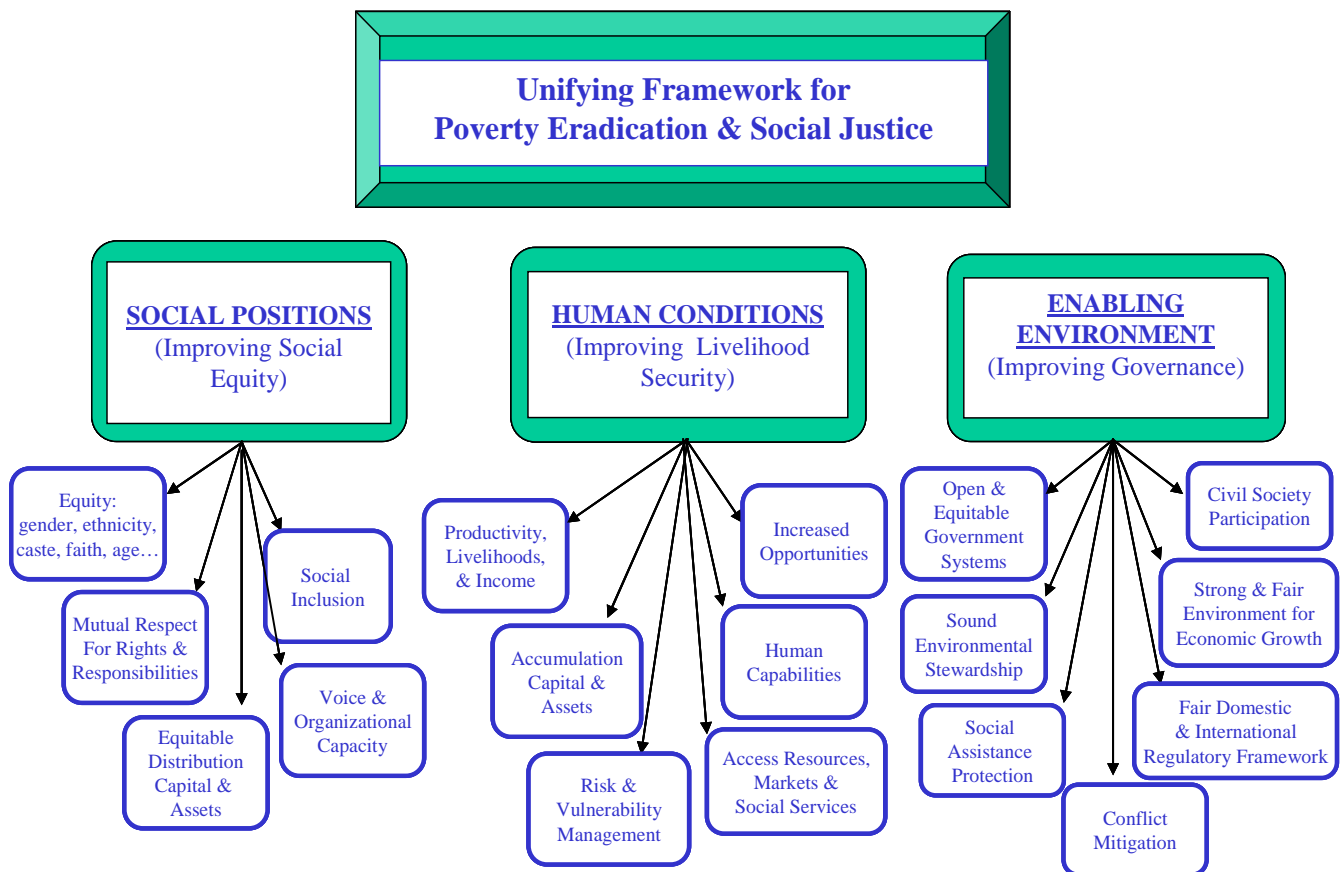 Unifying Framework for
Poverty Eradication & Social Justice
SOCIAL POSITIONS
(Improving Social
Equity)
HUMAN CONDITIONS
(Improving Livelihood
Security)
ENABLING
ENVIRONMENT
(Improving Governance)
Equity:
gender, ethnicity,
caste, faith, age…
Mutual Respect
For Rights &
Responsibilities
Equitable
Distribution
Capital &
Assets
Voice &
Organizational
Capacity
Social
Inclusion
Productivity,
Livelihoods,
& Income
Accumulation
Capital &
Assets
Risk &
Vulnerability
Management
Access Resources,
Markets &
Social Services
Human
Capabilities
Increased
Opportunities
Open &
Equitable
Government
Systems
Sound
Environmental
Stewardship
Social
Assistance
Protection
Conflict
Mitigation
Fair Domestic
& International
Regulatory Framework
Strong & Fair
Environment for
Economic Growth
Civil Society
Participation